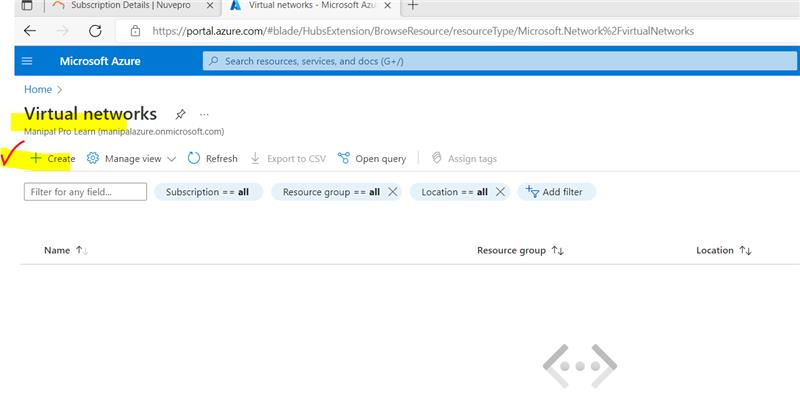 Subscription Details | Nuvepro
Virtual networks - Microsoft Azu
https://portal.azure.com/#blade/HubsExtension/BrowseResource/resourceType/Microsoft.Network%2FvirtualNetworks
Microsoft Azure
Search resources, services, and docs (G+/)
Home
Virtual networks
Manipal Pro Learn (manipalazure.onmicrosoft.com)
Create Manage view Refresh Export to CSV Open query Assign tags
Filter for any field... Subscription == all Resource group == all Location == all Add filter
Name Resource group Location